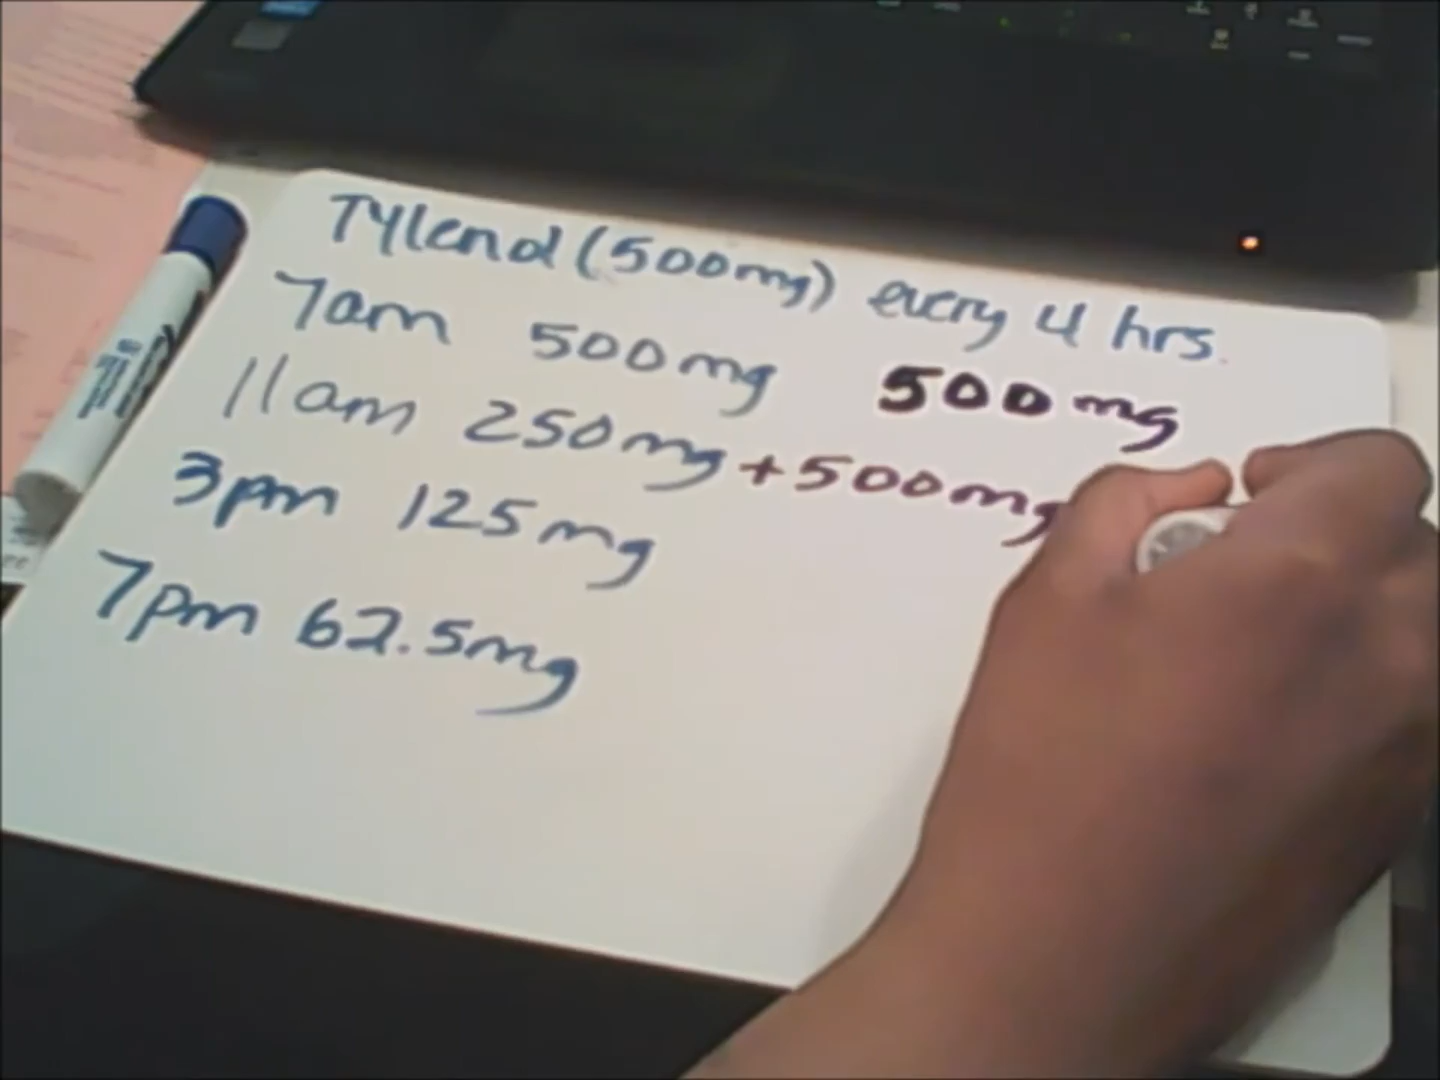 Tylenol (500mg) every 4 hrs.
7am 500mg 500mg
11am 250mg +500mg
3pm 125mg
7pm 62.5mg